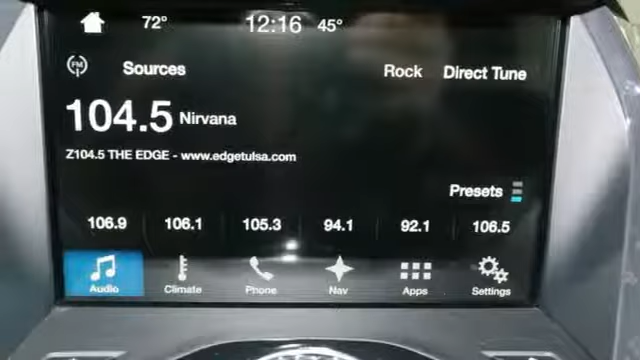 72° 12:16 45°
FM Sources Rock Direct Tune
104.5 Nirvana
Z104.5 THE EDGE - www.edgetulsa.com
Presets
106.9 106.1 105.3 94.1 92.1 106.5
Audio Climate Phone Nav Apps Settings